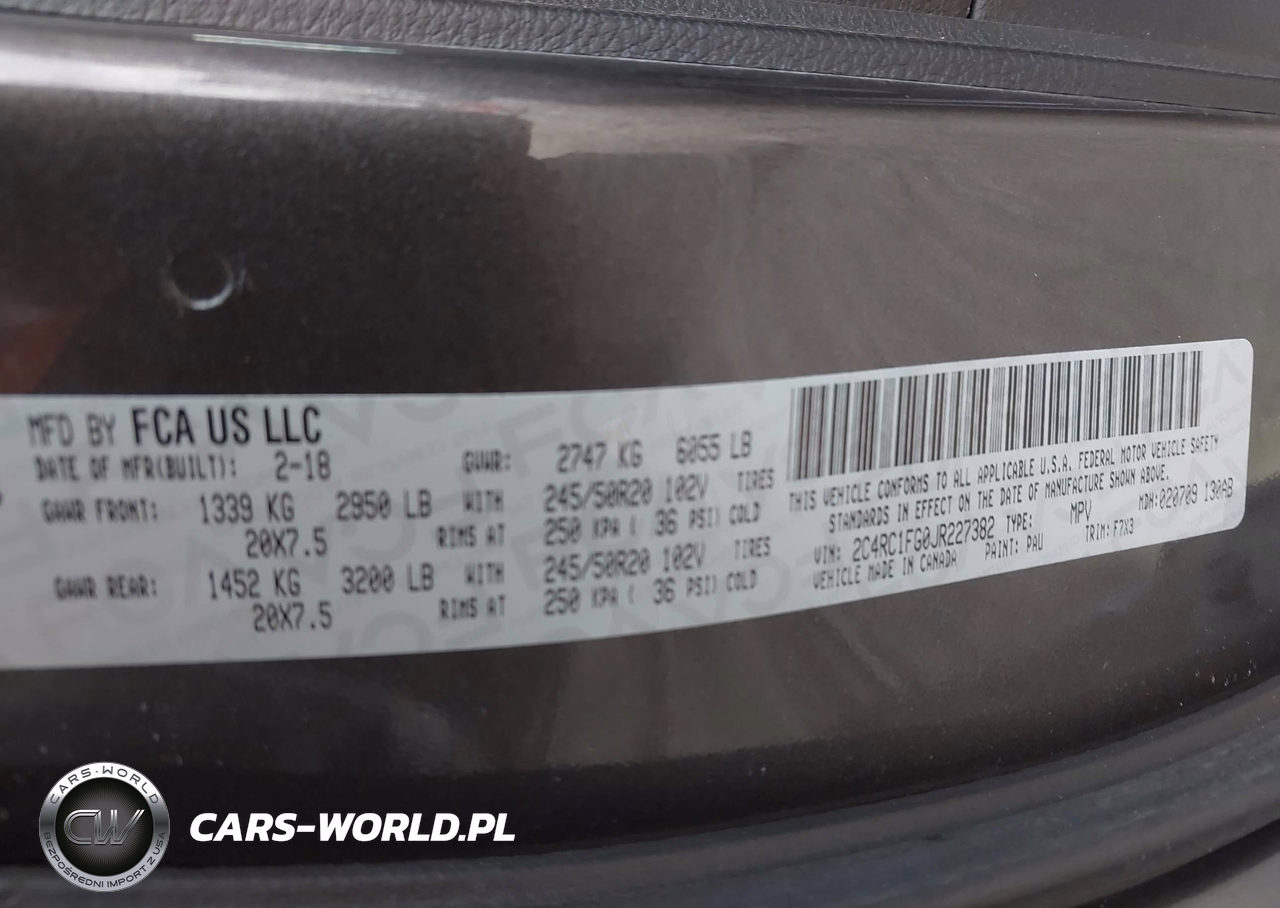 MFD BY FCA US LLC
DATE OF MFR(BUILT): 2-18 GVWR: 2747 KG 6055 LB
GAWR FRONT: 1339 KG 2950 LB WITH 245/50R20 102V TIRES
20X7.5 RIMS AT 250 KPA ( 36 PSI) COLD
GAWR REAR: 1452 KG 3200 LB WITH 245/50R20 102V TIRES
20X7.5 RIMS AT 250 KPA ( 36 PSI) COLD
THIS VEHICLE CONFORMS TO ALL APPLICABLE U.S.A. FEDERAL MOTOR VEHICLE SAFETY
STANDARDS IN EFFECT ON THE DATE OF MANUFACTURE SHOWN ABOVE.
VIN: 2C4RC1FG0JR227382 TYPE: MPV MDH:020709 130AB
VEHICLE MADE IN CANADA PAINT: PAU TRIM: F7X3
CARS-WORLD
CW
BEZPOŚREDNI IMPORT Z USA
CARS-WORLD.PL